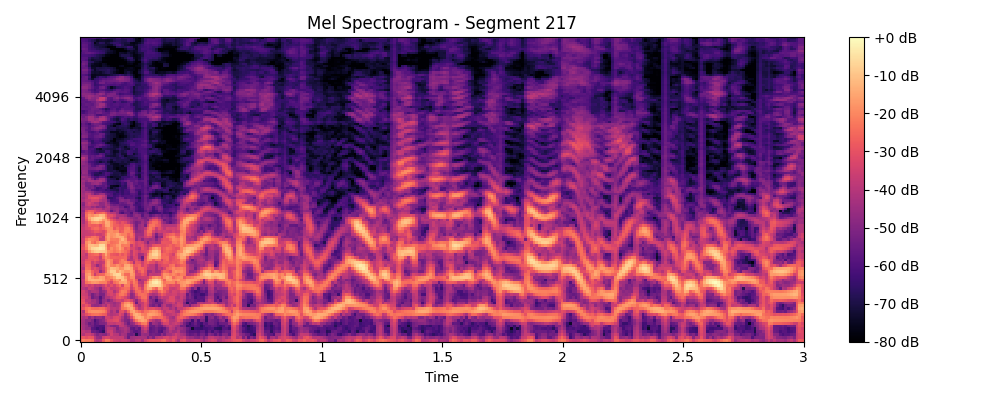 Mel Spectrogram - Segment 217
+0 dB
-10 dB
-20 dB
-30 dB
-40 dB
-50 dB
-60 dB
-70 dB
-80 dB
Frequency
4096
2048
1024
512
0
0 0.5 1 1.5 2 2.5 3
Time